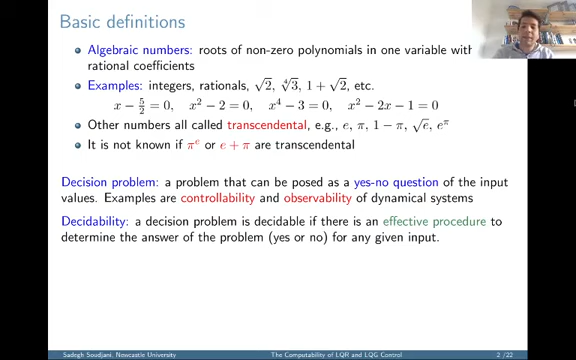 Basic definitions
Algebraic numbers: roots of non-zero polynomials in one variable with
rational coefficients
Examples: integers, rationals, √2, ∜3, 1 + √2, etc.
x − 5/2 = 0, x² − 2 = 0, x⁴ − 3 = 0, x² − 2x − 1 = 0
Other numbers all called transcendental, e.g., e, π, 1 − π, √e, e^π
It is not known if π^e or e + π are transcendental
Decision problem: a problem that can be posed as a yes-no question of the input
values. Examples are controllability and observability of dynamical systems
Decidability: a decision problem is decidable if there is an effective procedure to
determine the answer of the problem (yes or no) for any given input.
Sadegh Soudjani, Newcastle University The Computability of LQR and LQG Control 2 /22